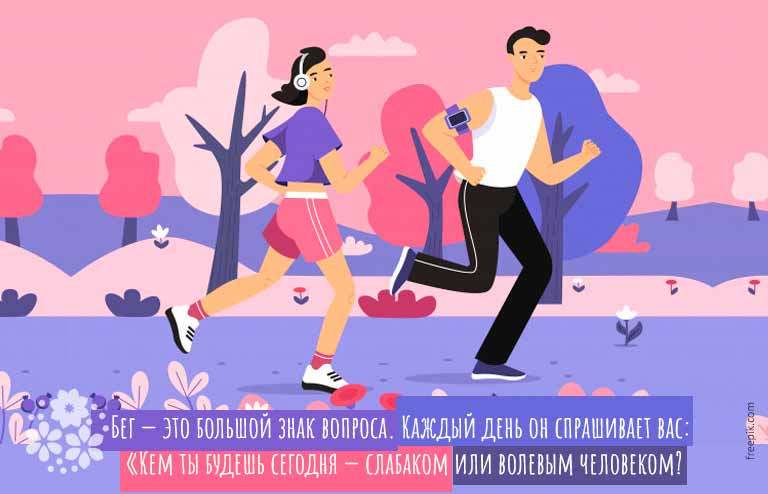 Бег – это большой знак вопроса. Каждый день он спрашивает вас:
«Кем ты будешь сегодня – слабаком или волевым человеком?
freepik.com